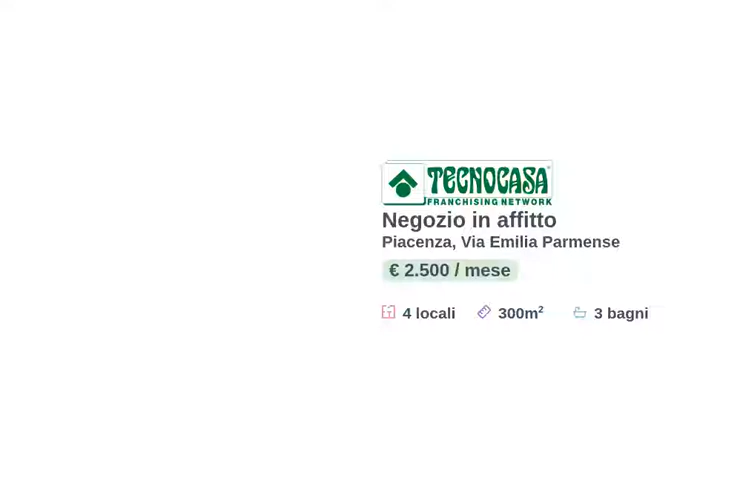 TECNOCASA
FRANCHISING NETWORK
Negozio in affitto
Piacenza, Via Emilia Parmense
€ 2.500 / mese
4 locali 300m² 3 bagni